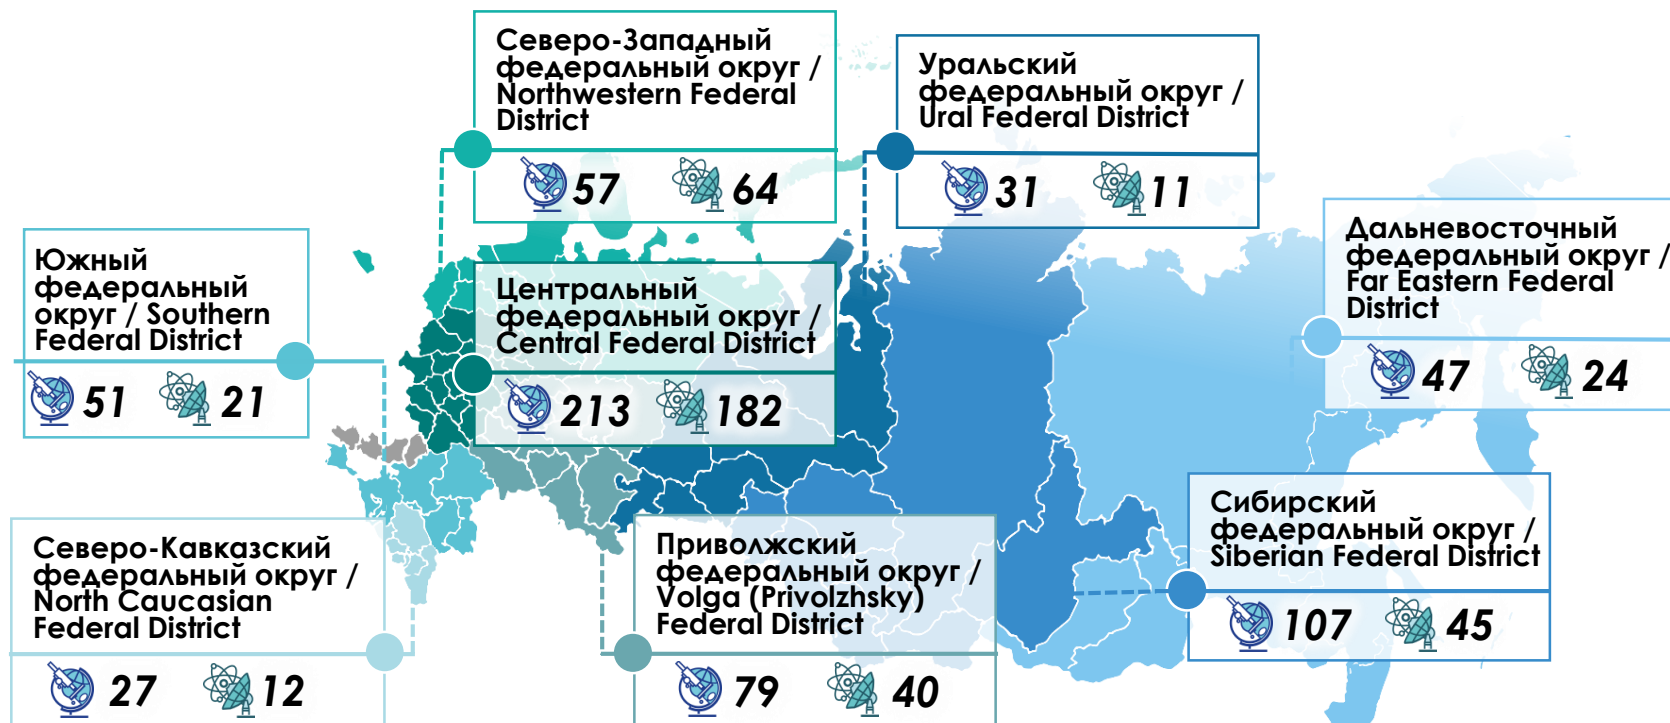 Северо-Западный
федеральный округ /
Northwestern Federal
District
57 64
Уральский
федеральный округ /
Ural Federal District
31 11
Южный
федеральный
округ / Southern
Federal District
51 21
Центральный
федеральный округ /
Central Federal District
213 182
Дальневосточный
федеральный округ /
Far Eastern Federal
District
47 24
Северо-Кавказский
федеральный округ /
North Caucasian
Federal District
27 12
Приволжский
федеральный округ /
Volga (Privolzhsky)
Federal District
79 40
Сибирский
федеральный округ /
Siberian Federal District
107 45